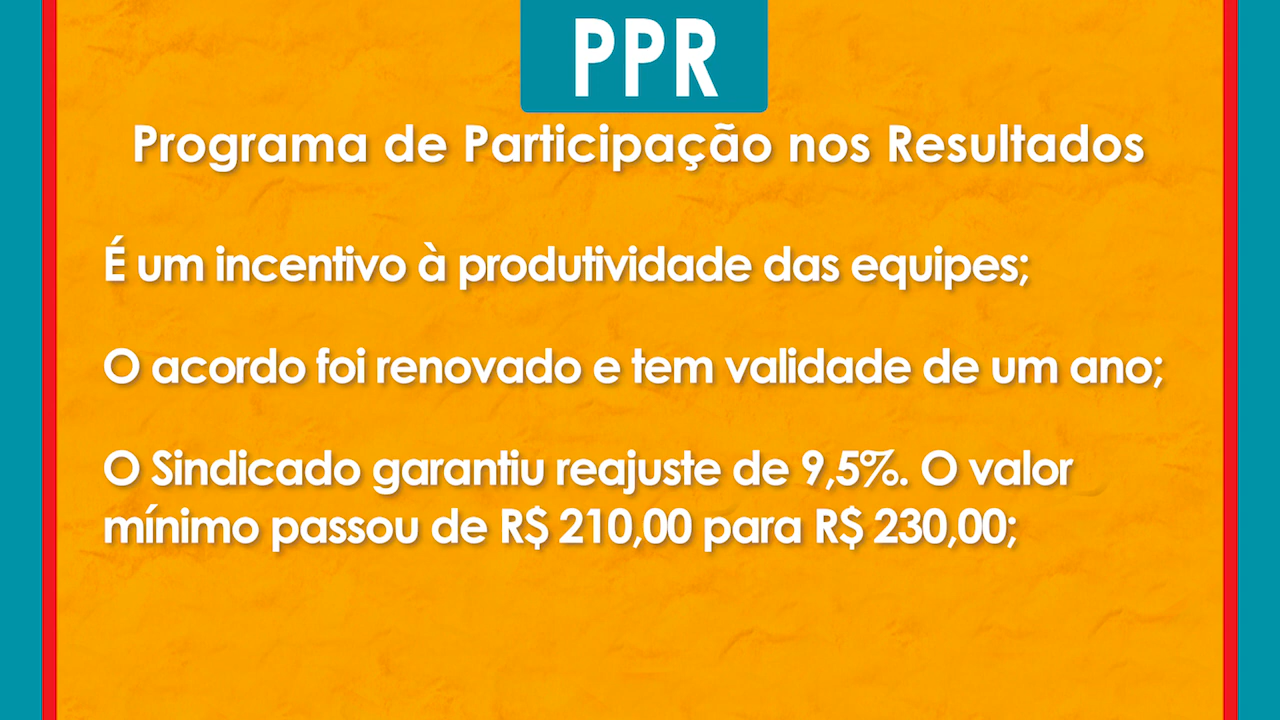 PPR
Programa de Participação nos Resultados
É um incentivo à produtividade das equipes;
O acordo foi renovado e tem validade de um ano;
O Sindicado garantiu reajuste de 9,5%. O valor
mínimo passou de R$ 210,00 para R$ 230,00;